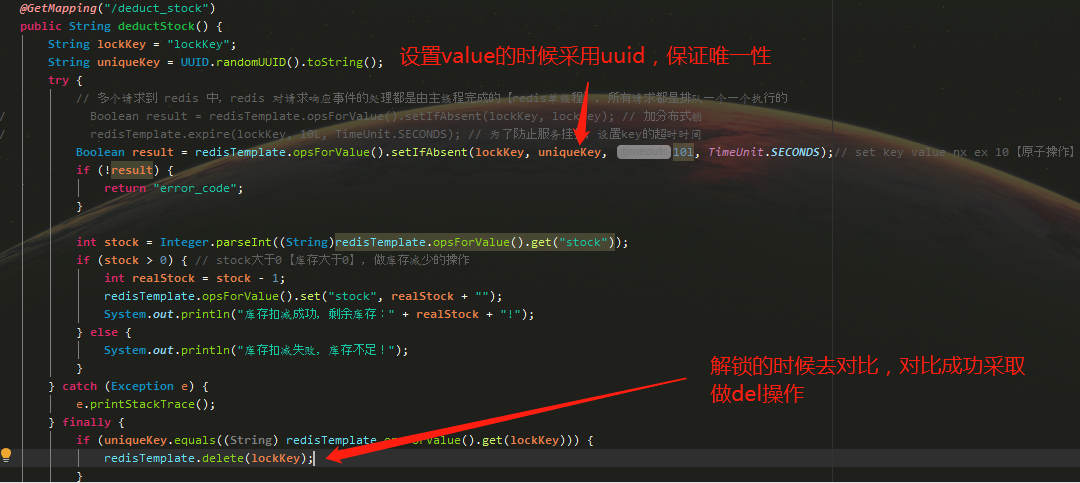 @GetMapping("/deduct_stock")
public String deductStock() {
String lockKey = "lockKey";
String uniqueKey = UUID.randomUUID().toString();
设置value的时候采用uuid，保证唯一性
try {
// 多个请求到 redis 中，redis 对请求响应事件的处理都是由主线程完成的【redis单线程】，所有请求都是排队一个一个执行的
/ Boolean result = redisTemplate.opsForValue().setIfAbsent(lockKey, lockKey); // 加分布式锁
/ redisTemplate.expire(lockKey, 10L, TimeUnit.SECONDS); // 为了防止服务挂 设置key的超时时间
Boolean result = redisTemplate.opsForValue().setIfAbsent(lockKey, uniqueKey, timeout: 10l, TimeUnit.SECONDS);// set key value nx ex 10【原子操作】
if (!result) {
return "error_code";
}
int stock = Integer.parseInt((String)redisTemplate.opsForValue().get("stock"));
if (stock > 0) { // stock大于0【库存大于0】，做库存减少的操作
int realStock = stock - 1;
redisTemplate.opsForValue().set("stock", realStock + "");
System.out.println("库存扣减成功，剩余库存：" + realStock + "!");
} else {
System.out.println("库存扣减失败，库存不足！");
}
解锁的时候去对比，对比成功采取
做del操作
} catch (Exception e) {
e.printStackTrace();
} finally {
if (uniqueKey.equals((String) redisTemplate.opsForValue().get(lockKey))) {
redisTemplate.delete(lockKey);
}